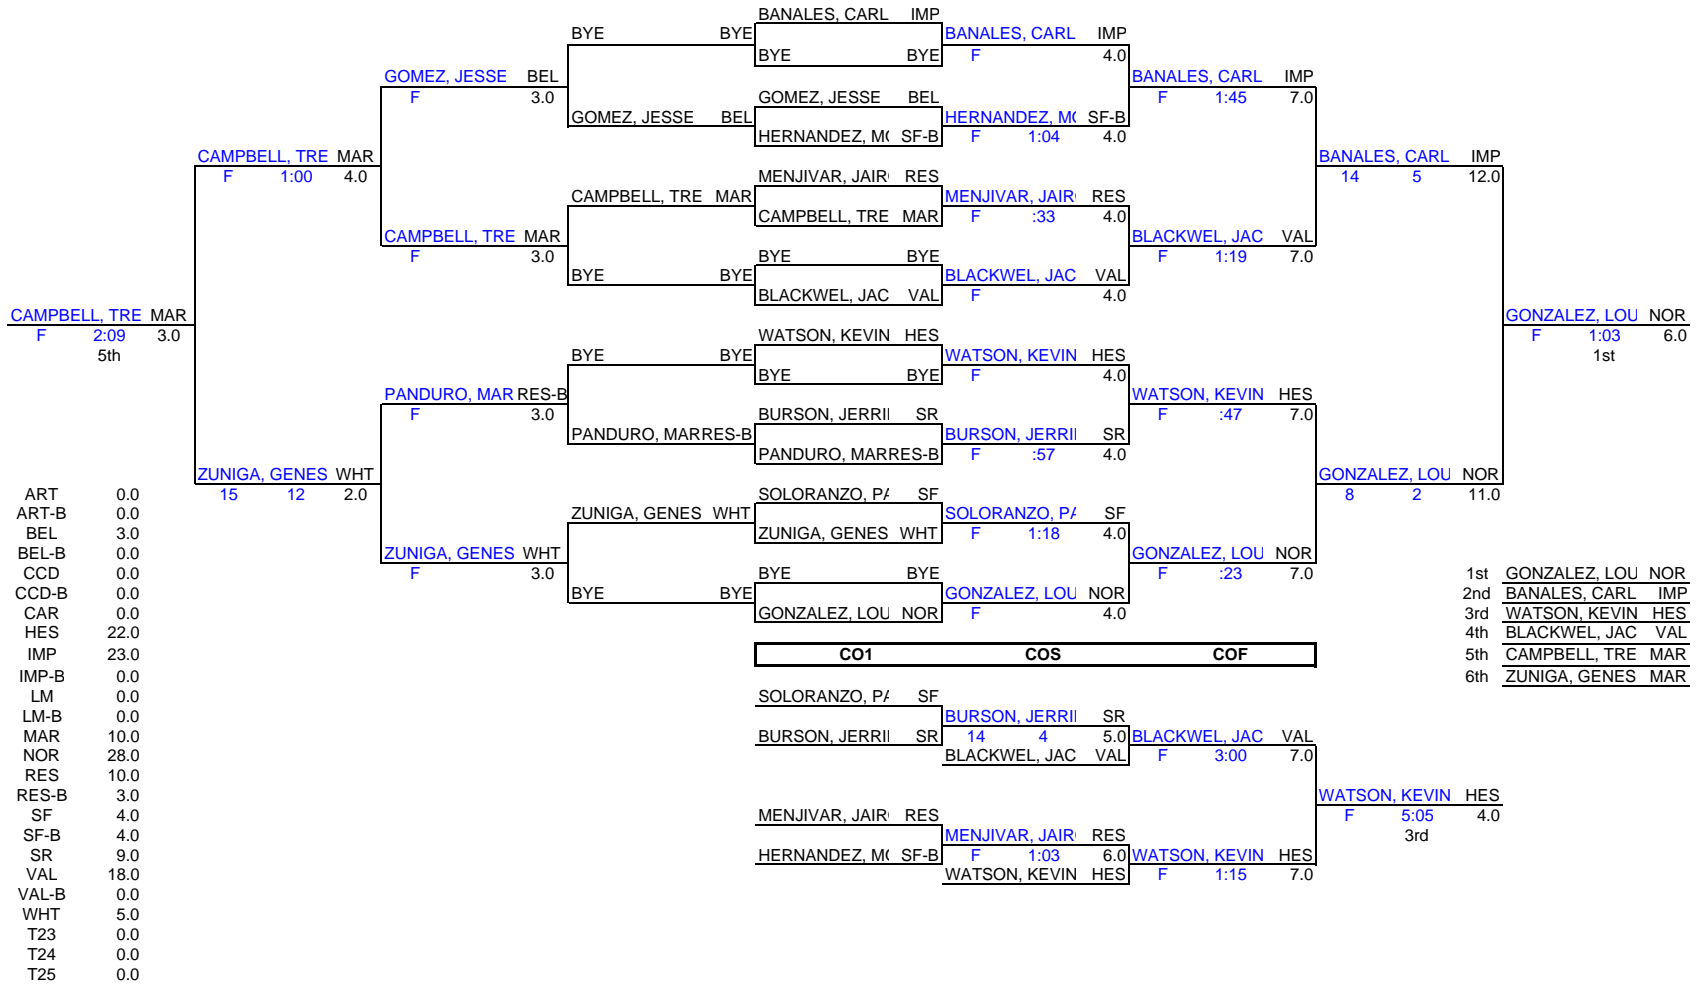 BANALES, CARL IMP
BYE BYE BANALES, CARL IMP
BYE BYE F 4.0
GOMEZ, JESSE BEL BANALES, CARL IMP
F 3.0 GOMEZ, JESSE BEL F 1:45 7.0
GOMEZ, JESSE BEL HERNANDEZ, M SF-B
HERNANDEZ, M SF-B F 1:04 4.0
CAMPBELL, TRE MAR BANALES, CARL IMP
F 1:00 4.0 MENJIVAR, JAIR RES 14 5 12.0
CAMPBELL, TRE MAR MENJIVAR, JAIR RES
CAMPBELL, TRE MAR F :33 4.0
CAMPBELL, TRE MAR BLACKWEL, JAC VAL
F 3.0 BYE BYE F 1:19 7.0
BYE BYE BLACKWEL, JAC VAL
BLACKWEL, JAC VAL F 4.0
CAMPBELL, TRE MAR GONZALEZ, LOU NOR
F 2:09 3.0 WATSON, KEVIN HES F 1:03 6.0
5th BYE BYE WATSON, KEVIN HES 1st
BYE BYE F 4.0
PANDURO, MAR RES-B WATSON, KEVIN HES
F 3.0 BURSON, JERRI SR F :47 7.0
PANDURO, MAR RES-B BURSON, JERRI SR
PANDURO, MAR RES-B F :57 4.0
ZUNIGA, GENES WHT GONZALEZ, LOU NOR
ART 0.0 15 12 2.0 SOLORANZO, PA SF 8 2 11.0
ART-B 0.0 ZUNIGA, GENES WHT SOLORANZO, PA SF
BEL 3.0 ZUNIGA, GENES WHT F 1:18 4.0
BEL-B 0.0 ZUNIGA, GENES WHT GONZALEZ, LOU NOR
CCD 0.0 F 3.0 BYE BYE F :23 7.0 1st GONZALEZ, LOU NOR
CCD-B 0.0 BYE BYE GONZALEZ, LOU NOR 2nd BANALES, CARL IMP
CAR 0.0 GONZALEZ, LOU NOR F 4.0 3rd WATSON, KEVIN HES
HES 22.0 4th BLACKWEL, JAC VAL
IMP 23.0 CO1 COS COF 5th CAMPBELL, TRE MAR
IMP-B 0.0 6th ZUNIGA, GENES MAR
LM 0.0 SOLORANZO, PA SF
LM-B 0.0 BURSON, JERRI SR
MAR 10.0 BURSON, JERRI SR 14 4 5.0 BLACKWEL, JAC VAL
NOR 28.0 BLACKWEL, JAC VAL F 3:00 7.0
RES 10.0
RES-B 3.0 WATSON, KEVIN HES
SF 4.0 MENJIVAR, JAIR RES F 5:05 4.0
SF-B 4.0 MENJIVAR, JAIR RES 3rd
SR 9.0 HERNANDEZ, M SF-B F 1:03 6.0 WATSON, KEVIN HES
VAL 18.0 WATSON, KEVIN HES F 1:15 7.0
VAL-B 0.0
WHT 5.0
T23 0.0
T24 0.0
T25 0.0